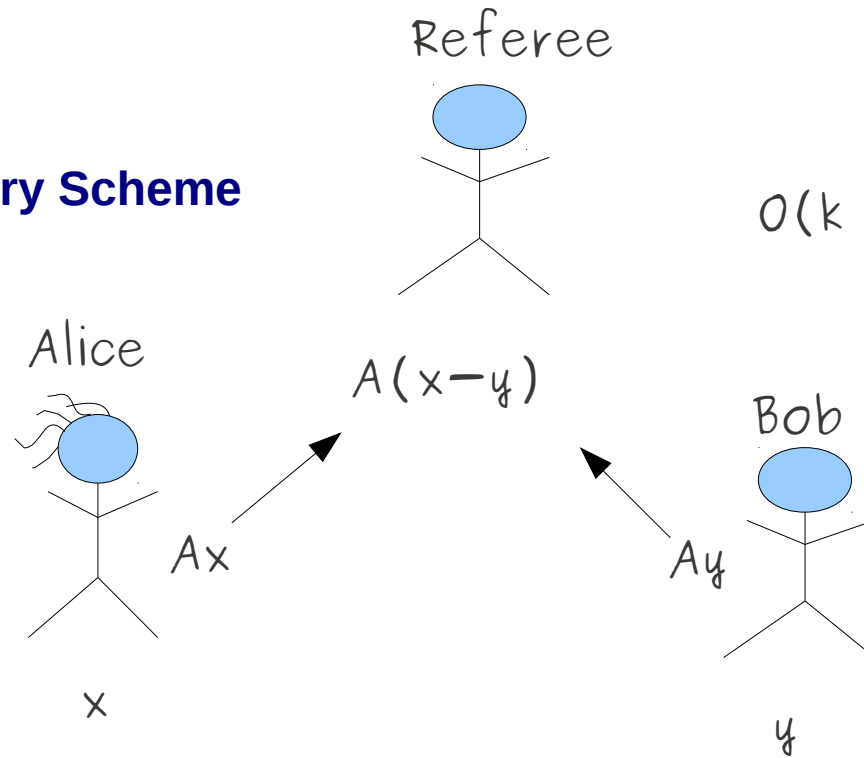 Referee
ry Scheme
O(k
Alice
A(x-y)
Bob
Ax
Ay
x
y